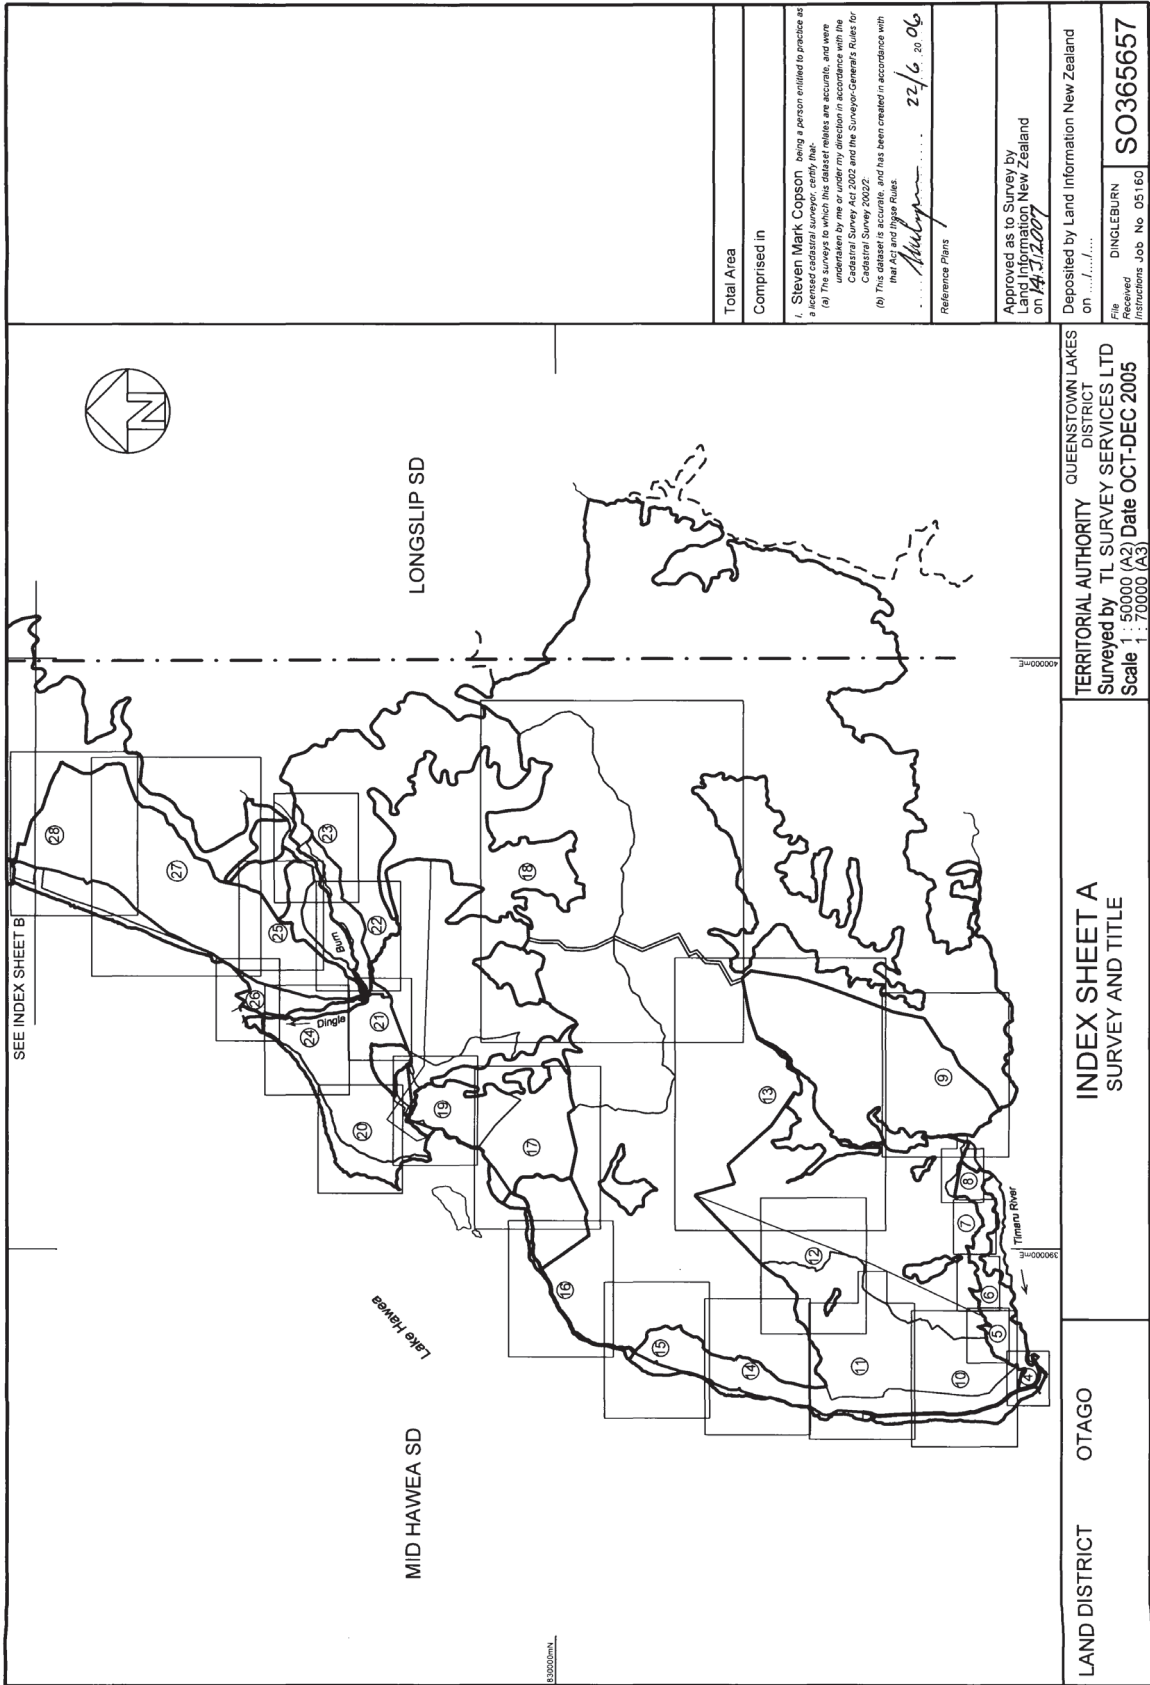 SEE INDEX SHEET B
N
LONGSLIP SD
MID HAWEA SD
Lake Hawea
Dingle
Burn
Timaru River
28
27
23
25
22
26
24
21
20
19
18
17
16
15
14
13
12
11
10
9
8
7
6
5
4
830000mN
390000mE
400000mE
Total Area
Comprised in
I, Steven Mark Copson being a person entitled to practice as
a licensed cadastral surveyor, certify that-
(a) The surveys to which this dataset relates are accurate, and were
undertaken by me or under my direction in accordance with the
Cadastral Survey Act 2002 and the Surveyor-General's Rules for
Cadastral Survey 2002/2.
(b) This dataset is accurate, and has been created in accordance with
that Act and those Rules.
22/6 20 06
Reference Plans
Approved as to Survey by
Land Information New Zealand
on 14/3/2007
Deposited by Land Information New Zealand
on ..../..../....
File DINGLEBURN
Received
Instructions Job No 05160
SO365657
LAND DISTRICT OTAGO
INDEX SHEET A
SURVEY AND TITLE
TERRITORIAL AUTHORITY QUEENSTOWN LAKES
DISTRICT
Surveyed by TL SURVEY SERVICES LTD
Scale 1 : 50000 (A2) Date OCT-DEC 2005
1 : 70000 (A3)